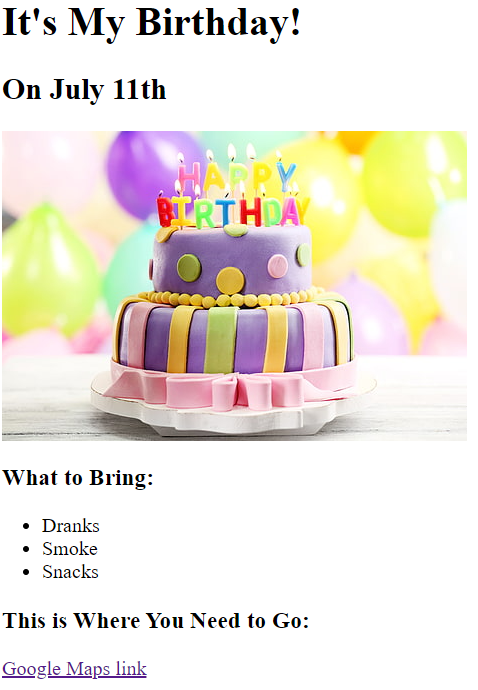 It's My Birthday!
On July 11th
HAPPY
BIRTHDAY
What to Bring:
Dranks
Smoke
Snacks
This is Where You Need to Go:
Google Maps link